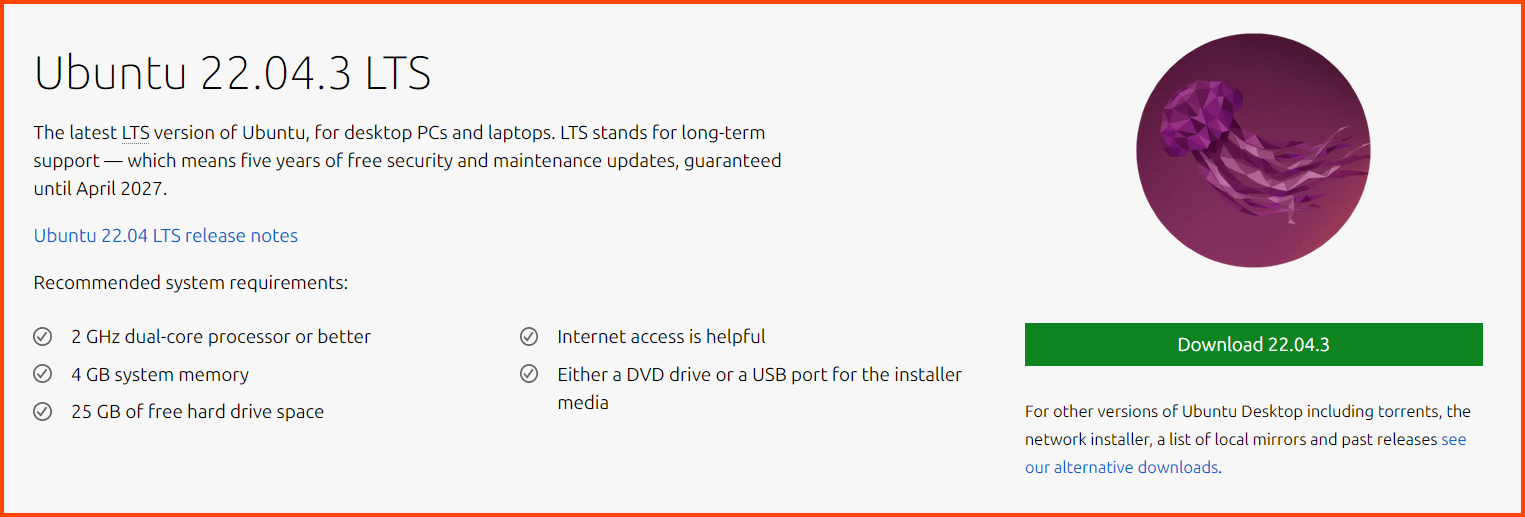 Ubuntu 22.04.3 LTS
The latest LTS version of Ubuntu, for desktop PCs and laptops. LTS stands for long-term
support — which means five years of free security and maintenance updates, guaranteed
until April 2027.
Ubuntu 22.04 LTS release notes
Recommended system requirements:
2 GHz dual-core processor or better
4 GB system memory
25 GB of free hard drive space
Internet access is helpful
Either a DVD drive or a USB port for the installer
media
Download 22.04.3
For other versions of Ubuntu Desktop including torrents, the
network installer, a list of local mirrors and past releases see
our alternative downloads.